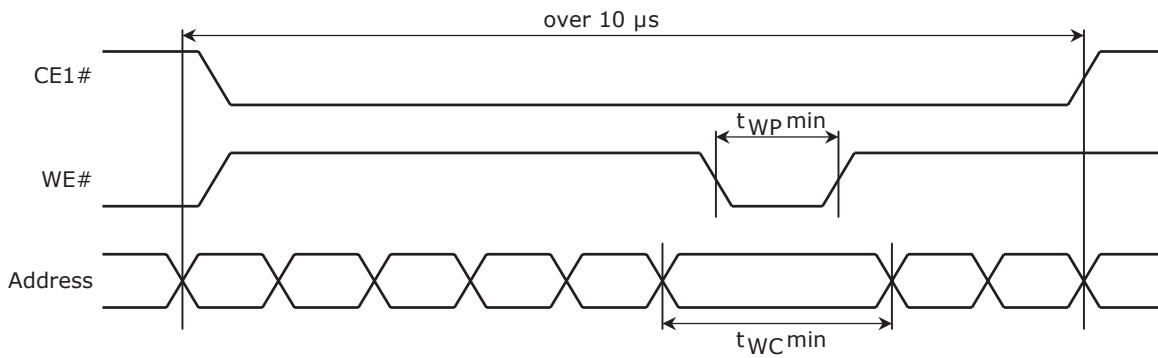 over 10 μs
CE1#
tWP min
WE#
Address
tWC min